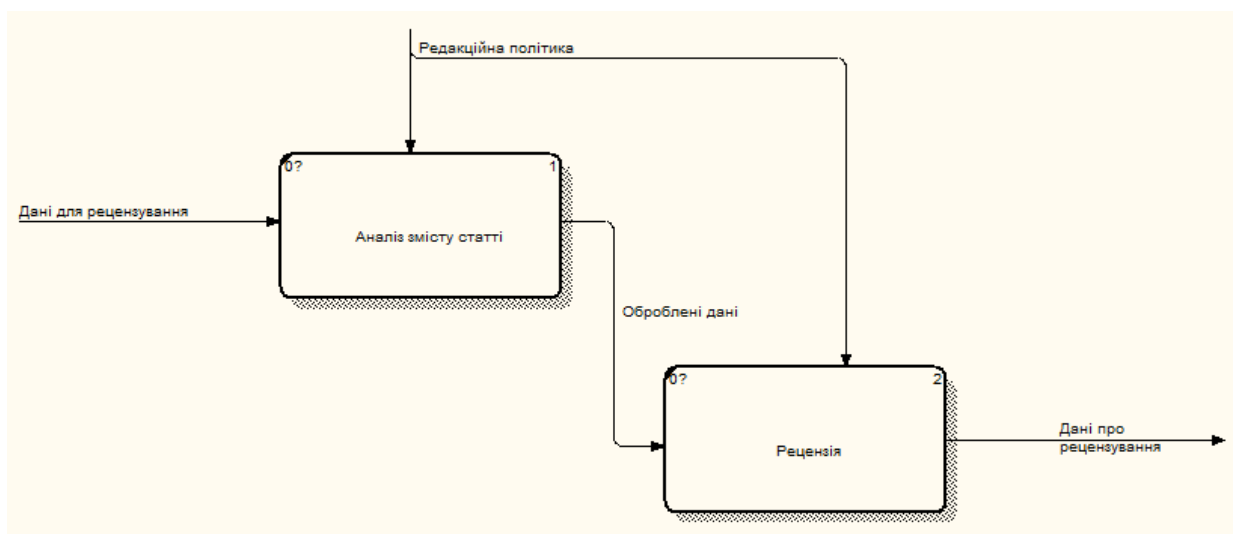 Редакційна політика
0?
1
Дані для рецензування
Аналіз змісту статті
Оброблені дані
0?
2
Дані про
рецензування
Рецензія